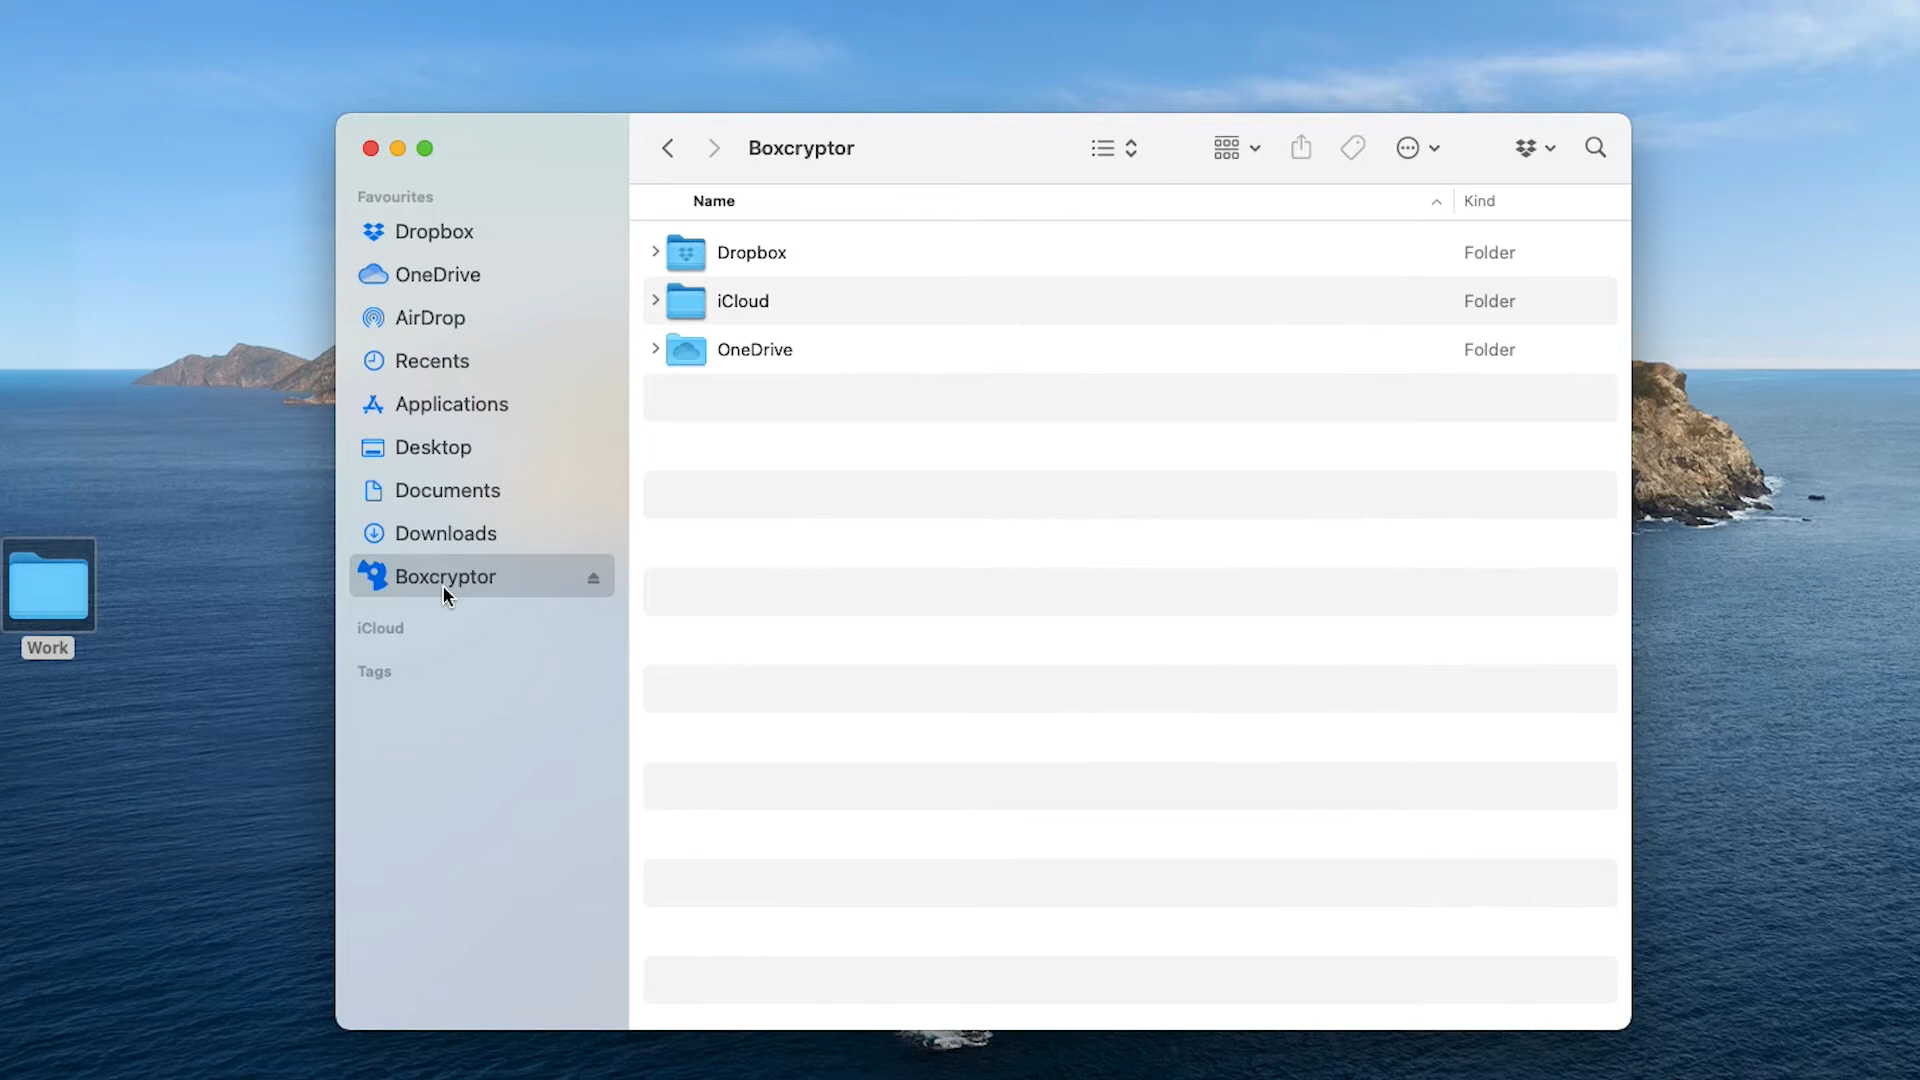 Boxcryptor
Favourites
Dropbox
OneDrive
AirDrop
Recents
Applications
Desktop
Documents
Downloads
Boxcryptor
iCloud
Tags
Name Kind
Dropbox Folder
iCloud Folder
OneDrive Folder
Work